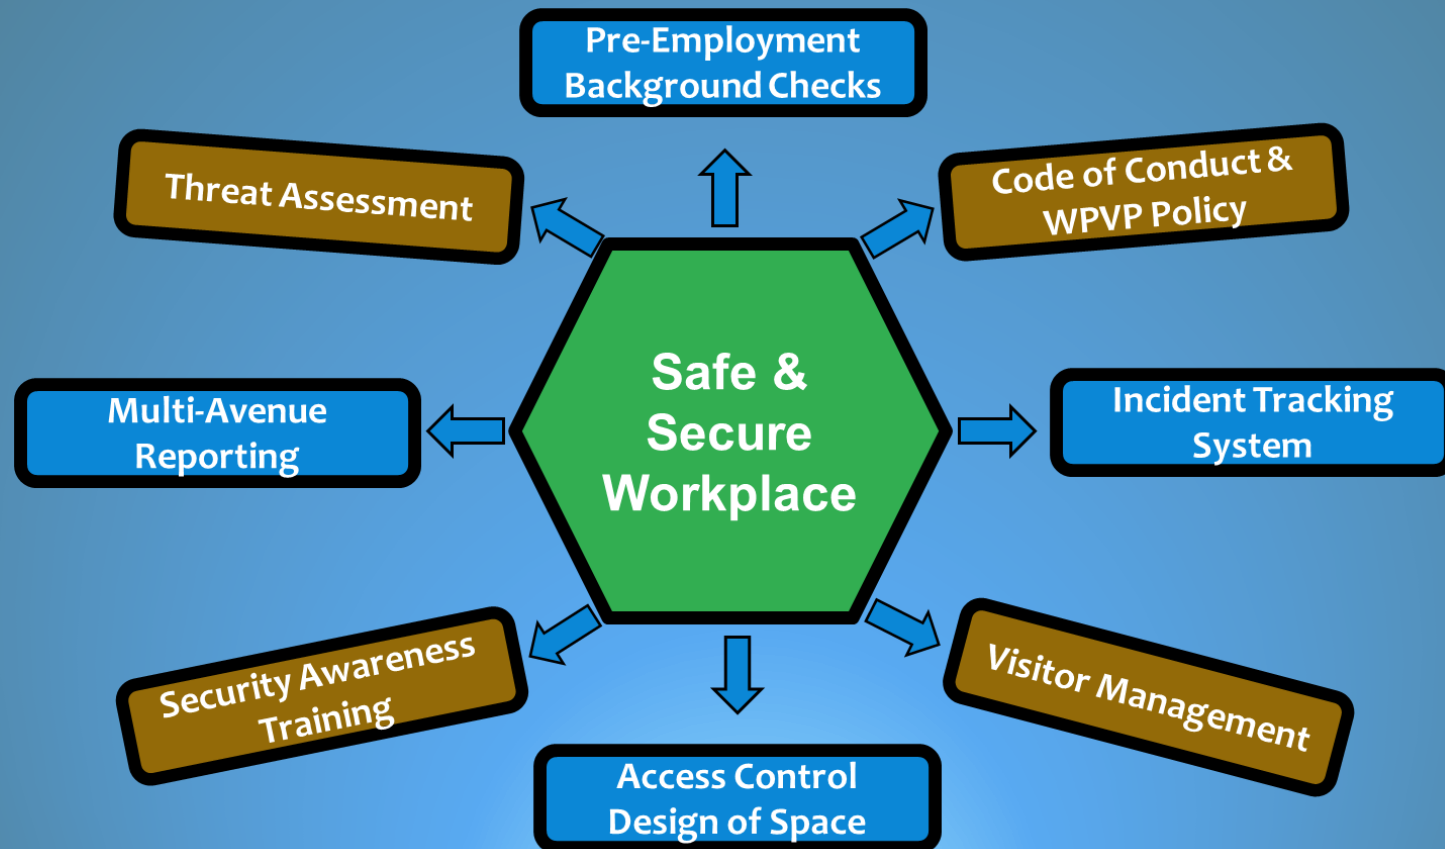 Pre-Employment
Background Checks
Threat Assessment
Code of Conduct &
WPVP Policy
Safe &
Secure
Workplace
Multi-Avenue
Reporting
Incident Tracking
System
Security Awareness
Training
Visitor Management
Access Control
Design of Space